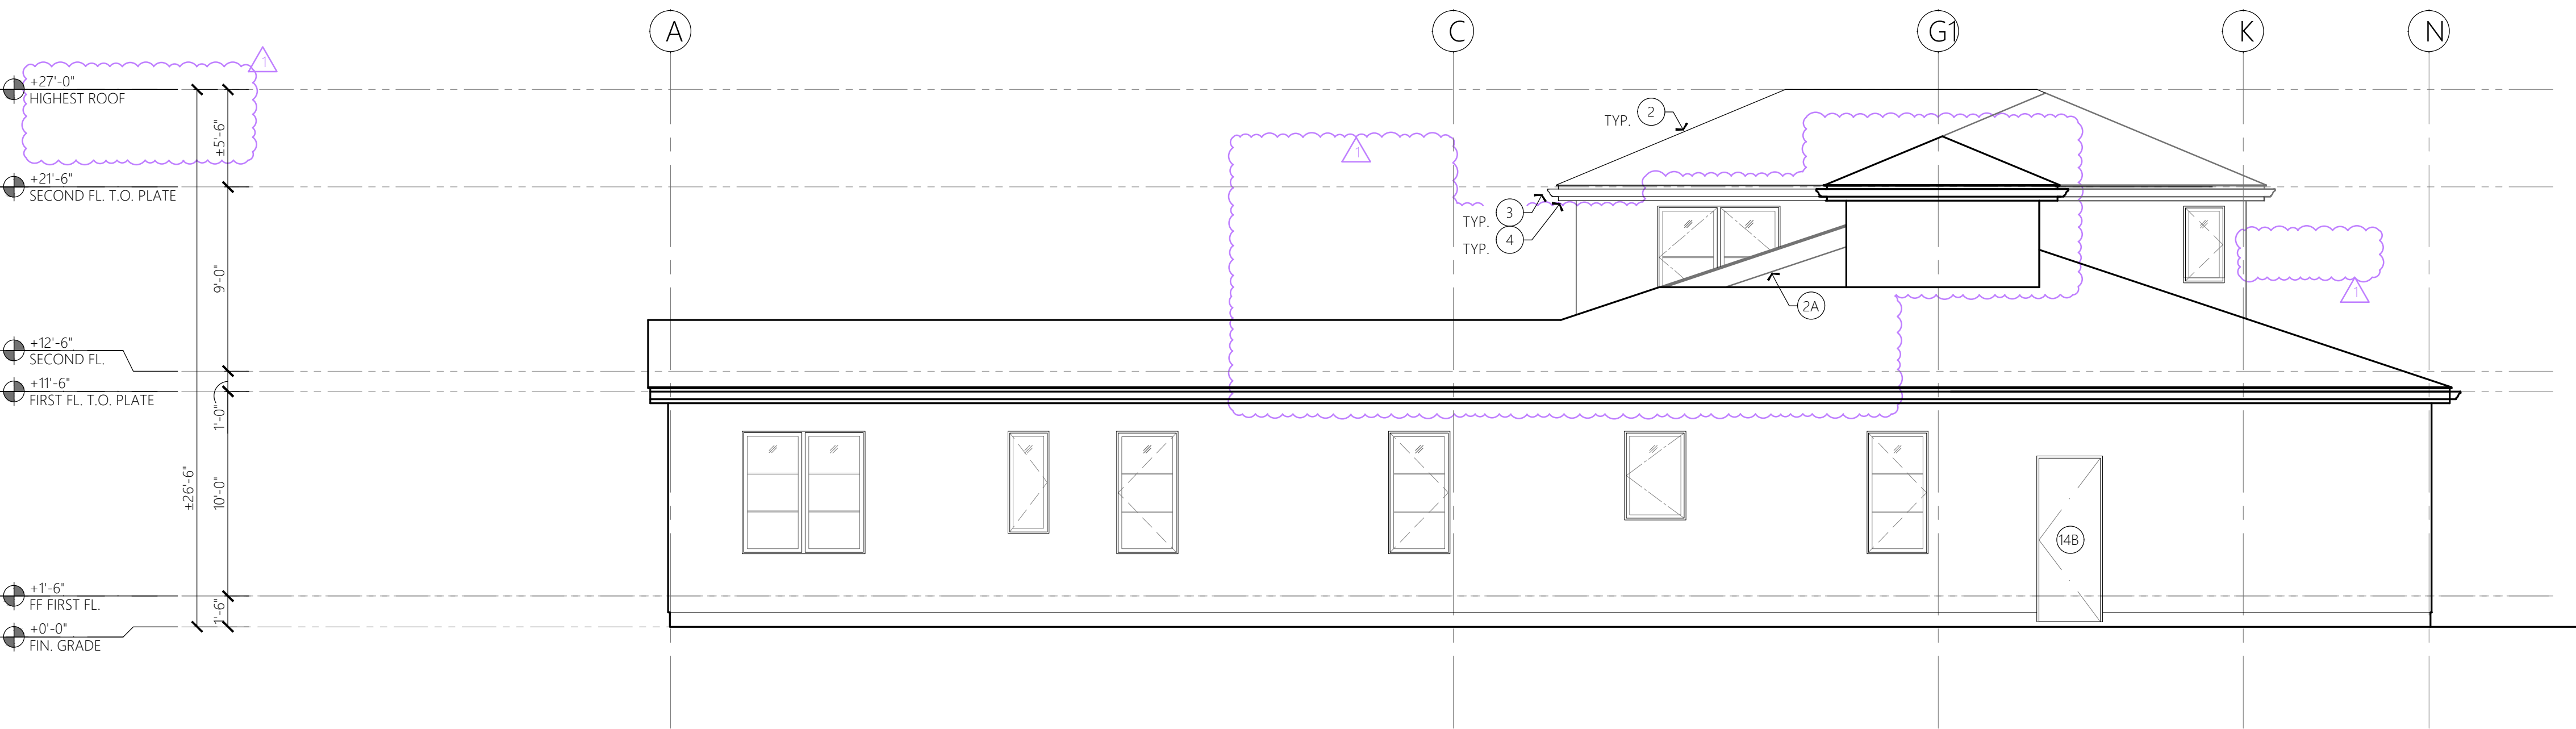 A
C
G1
K
N
1
+27'-0"
HIGHEST ROOF
±5'-6"
2
TYP.
1
+21'-6"
SECOND FL. T.O. PLATE
3
TYP.
4
TYP.
9'-0"
1
2A
+12'-6"
SECOND FL.
+11'-6"
FIRST FL. T.O. PLATE
1'-0"
±26'-6"
10'-0"
14B
+1'-6"
FF FIRST FL.
1'-6"
+0'-0"
FIN. GRADE